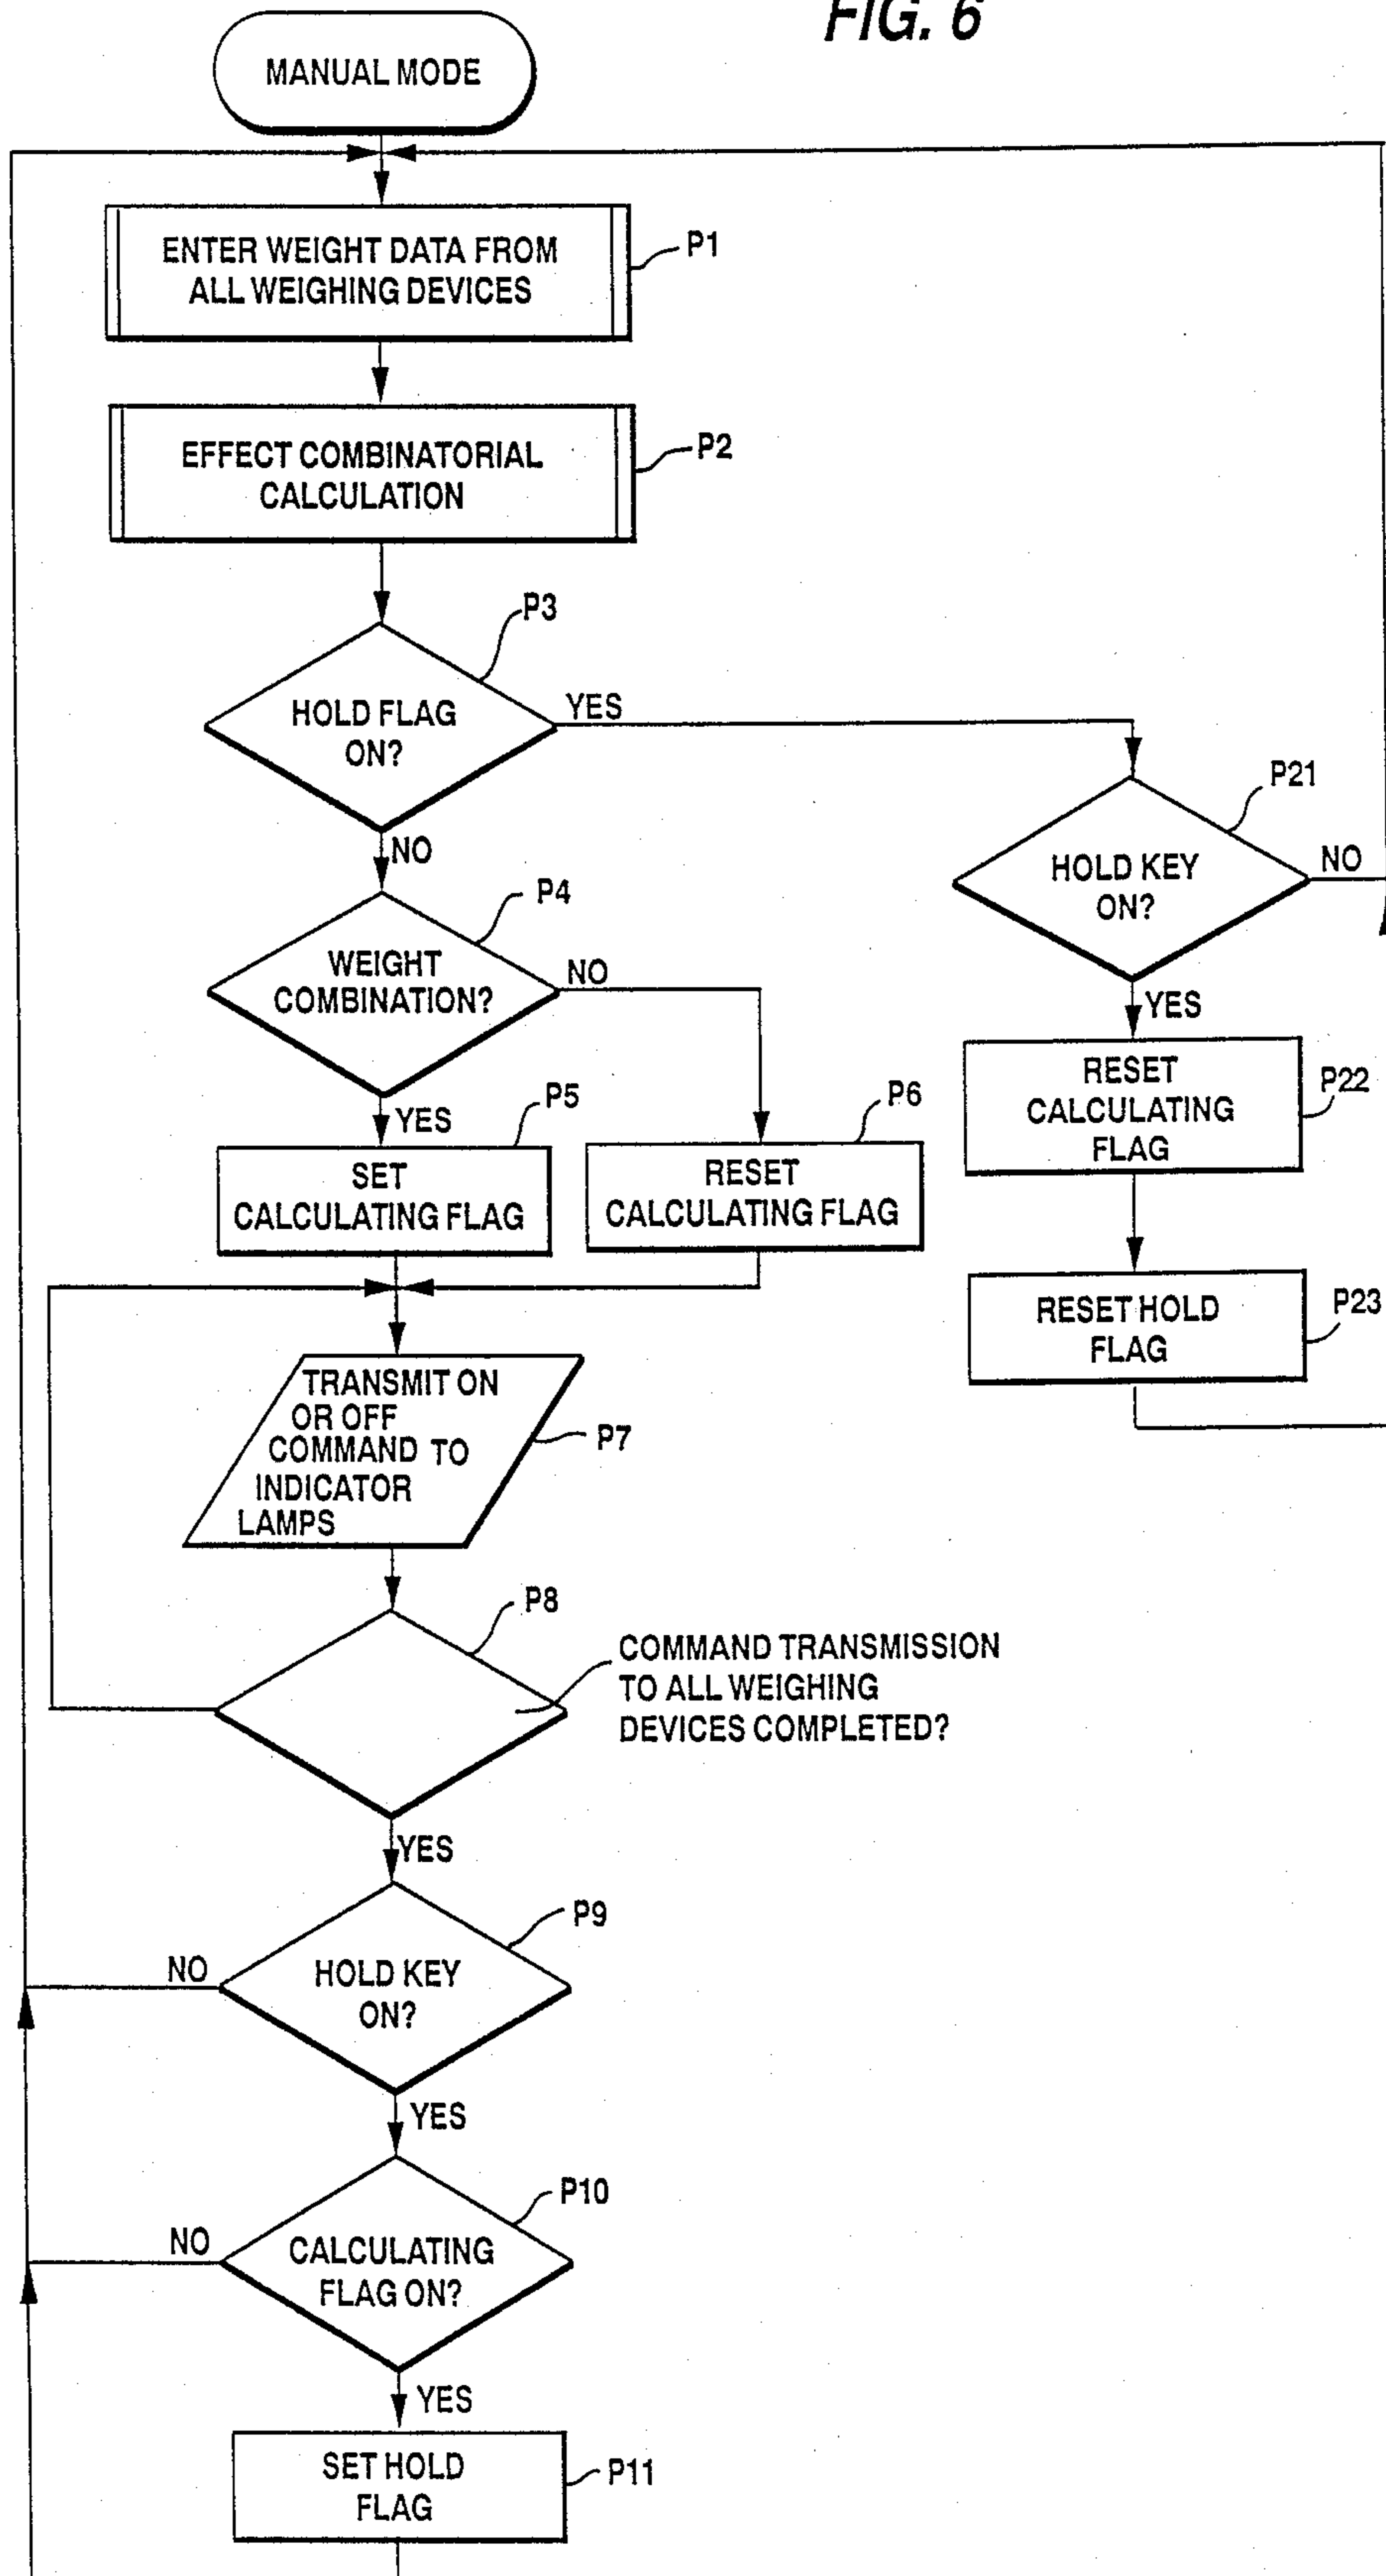 FIG. 6
MANUAL MODE
ENTER WEIGHT DATA FROM
ALL WEIGHING DEVICES
P1
EFFECT COMBINATORIAL
CALCULATION
P2
P3
HOLD FLAG
ON?
YES
NO
P21
HOLD KEY
ON?
NO
YES
P4
WEIGHT
COMBINATION?
NO
YES
P5
SET
CALCULATING FLAG
P6
RESET
CALCULATING FLAG
RESET
CALCULATING
FLAG
P22
RESET HOLD
FLAG
P23
TRANSMIT ON
OR OFF
COMMAND TO
INDICATOR
LAMPS
P7
P8
COMMAND TRANSMISSION
TO ALL WEIGHING
DEVICES COMPLETED?
YES
P9
HOLD KEY
ON?
NO
YES
P10
CALCULATING
FLAG ON?
NO
YES
SET HOLD
FLAG
P11